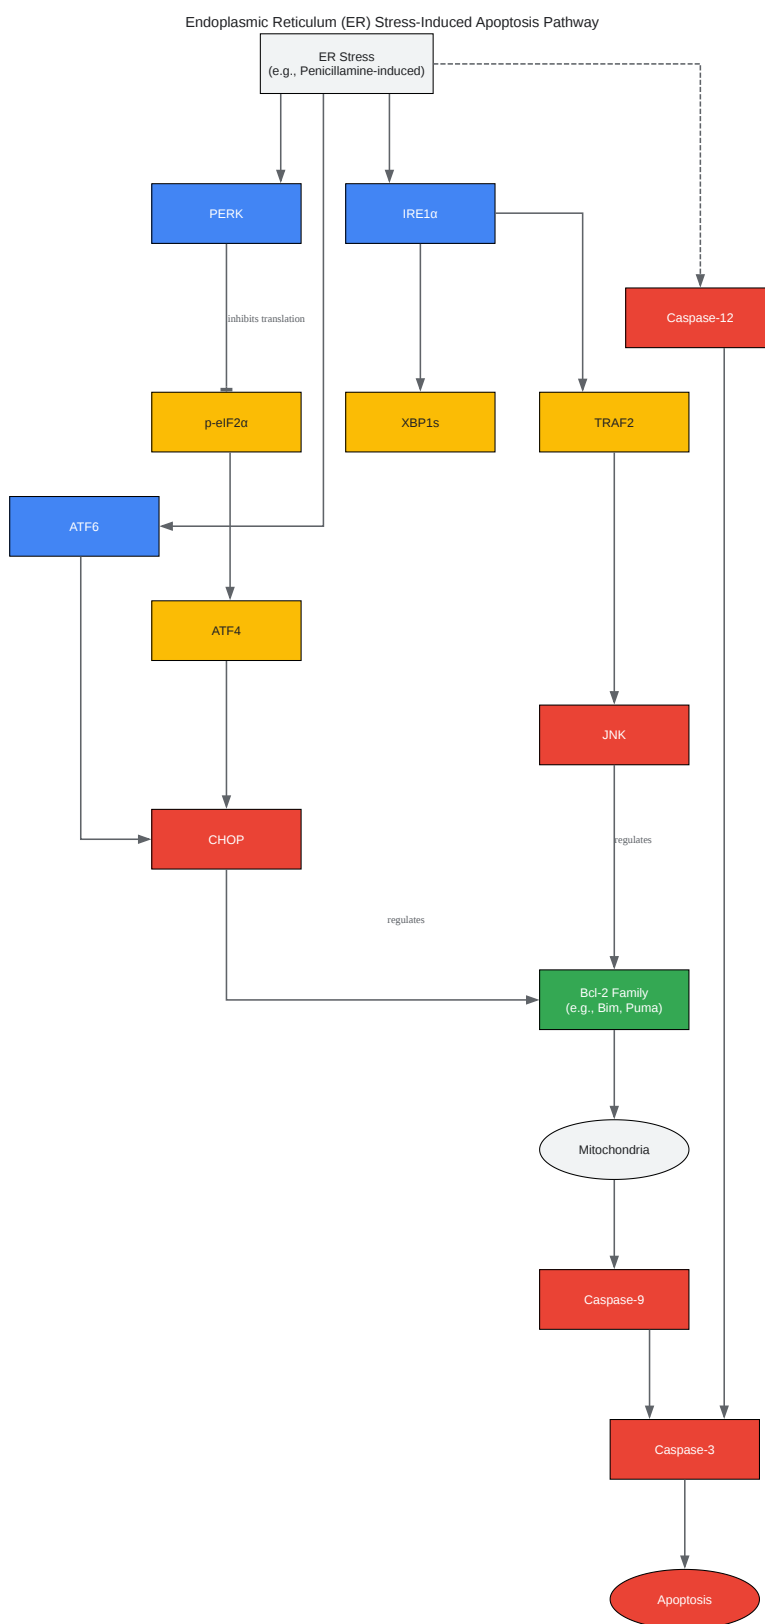 Endoplasmic Reticulum (ER) Stress-Induced Apoptosis Pathway
ER Stress
(e.g., Penicillamine-induced)
PERK
IRE1α
inhibits translation
Caspase-12
p-eIF2α
XBP1s
TRAF2
ATF6
ATF4
JNK
CHOP
regulates
regulates
Bcl-2 Family
(e.g., Bim, Puma)
Mitochondria
Caspase-9
Caspase-3
Apoptosis